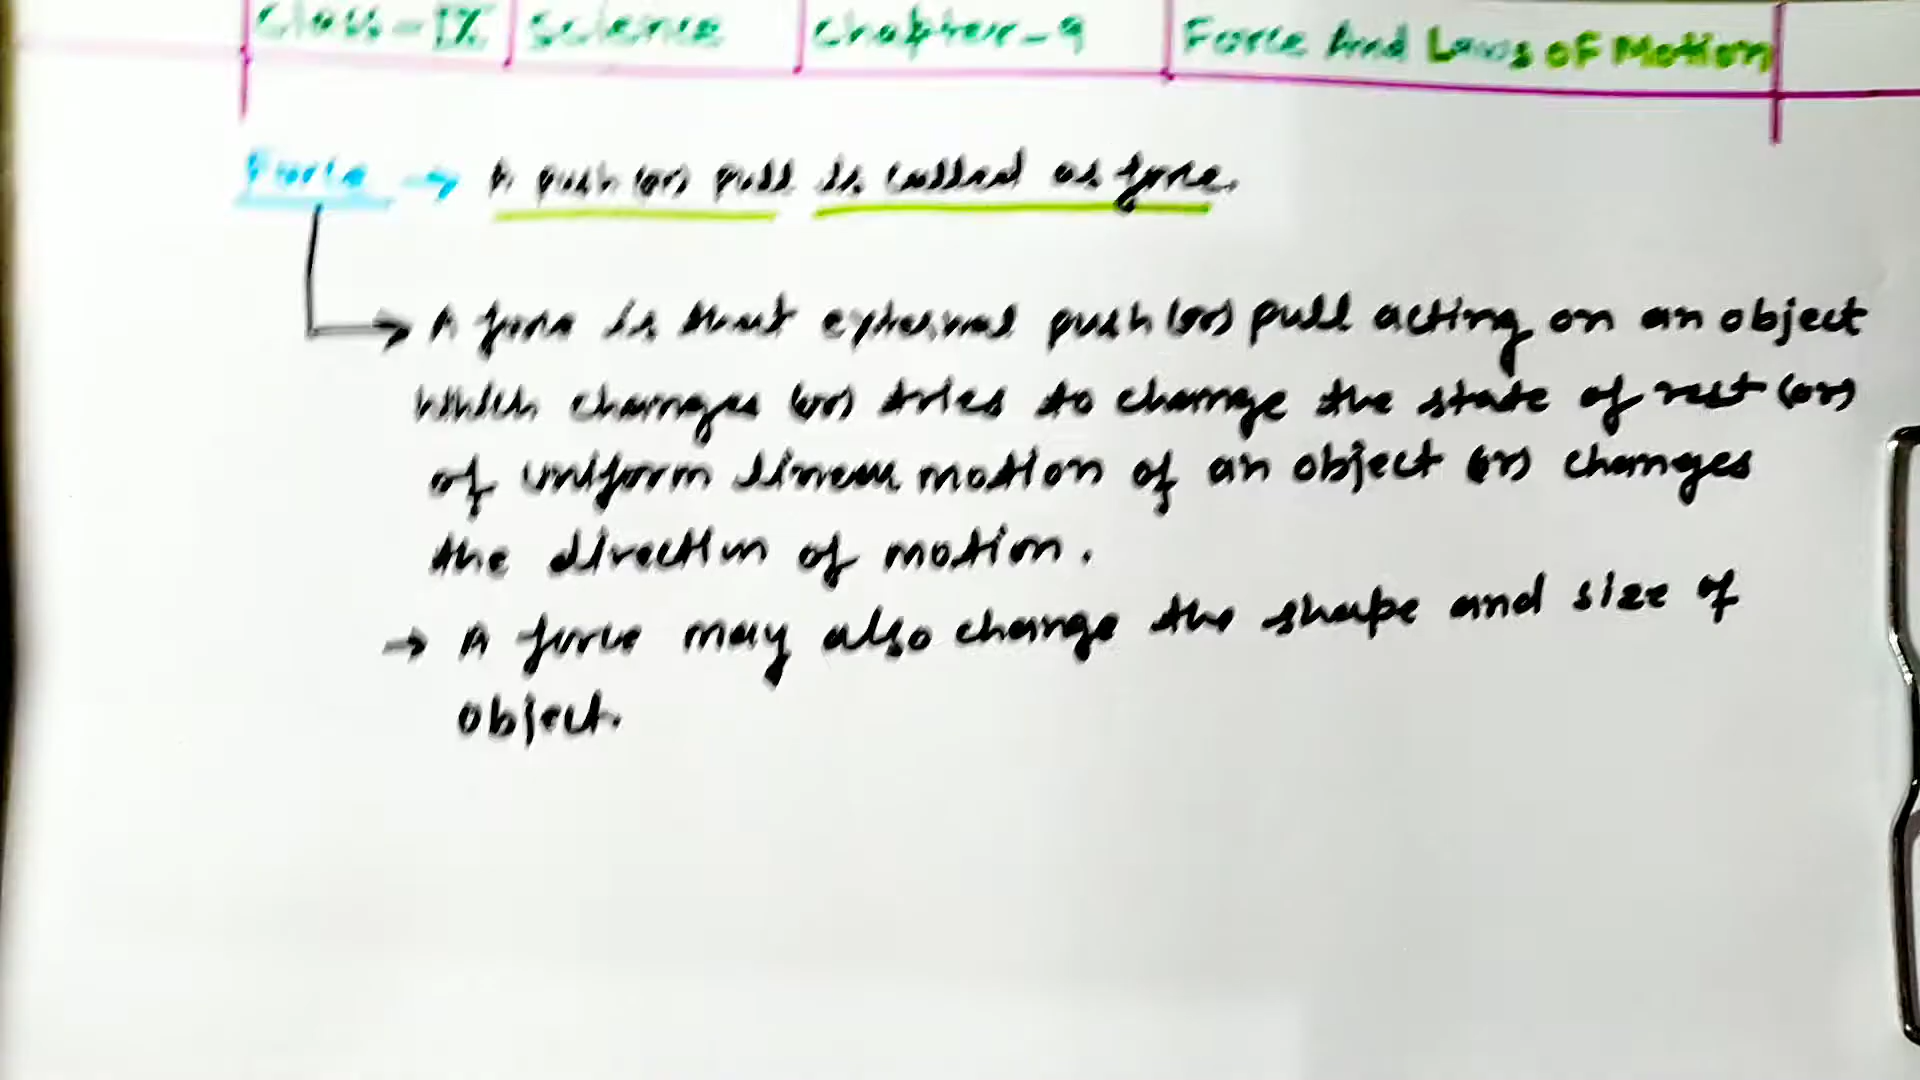 Class-IX Science Chapter-9 Force And Laws of Motion
Force → A push (or) pull is called as force.
→ A force is that external push (or) pull acting on an object
which changes (or) tries to change the state of rest (or)
of uniform linear motion of an object (or) changes
the direction of motion.
→ A force may also change the shape and size of
object.